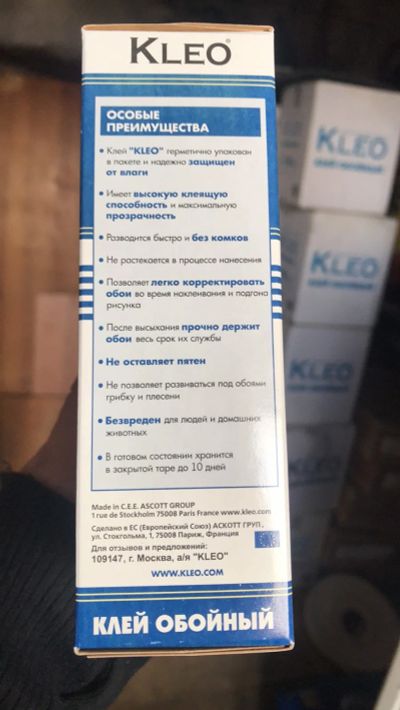 KLEO®
ОСОБЫЕ
ПРЕИМУЩЕСТВА
• Клей "KLEO" герметично упакован
в пакете и надежно защищен
от влаги
• Имеет высокую клеящую
способность и максимальную
прозрачность
• Разводится быстро и без комков
• Не растекается в процессе нанесения
• Позволяет легко корректировать
обои во время наклеивания и подгона
рисунка
• После высыхания прочно держит
обои весь срок их службы
• Не оставляет пятен
• Не позволяет развиваться под обоями
грибку и плесени
• Безвреден для людей и домашних
животных
• В готовом состоянии хранится
в закрытой таре до 10 дней
Made in C.E.E. ASCOTT GROUP
1 rue de Stockholm 75008 Paris France www.kleo.com
Сделано в ЕС (Европейский Союз) АСКОТТ ГРУП,
ул. Стокгольма, 1, 75008 Париж, Франция
Для отзывов и предложений:
109147, г. Москва, а/я "KLEO"
WWW.KLEO.COM
КЛЕЙ ОБОЙНЫЙ
KLEO
KLEO
KLEO